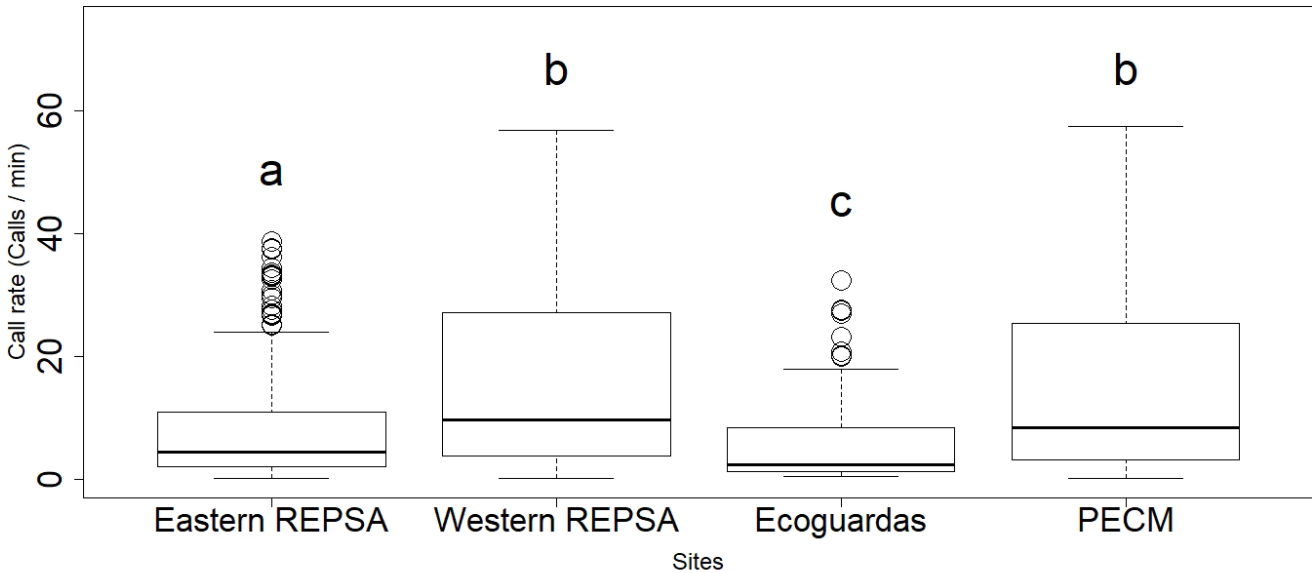 Call rate (Calls / min)
60
40
20
0
a
b
c
b
Eastern REPSA
Western REPSA
Ecoguardas
PECM
Sites